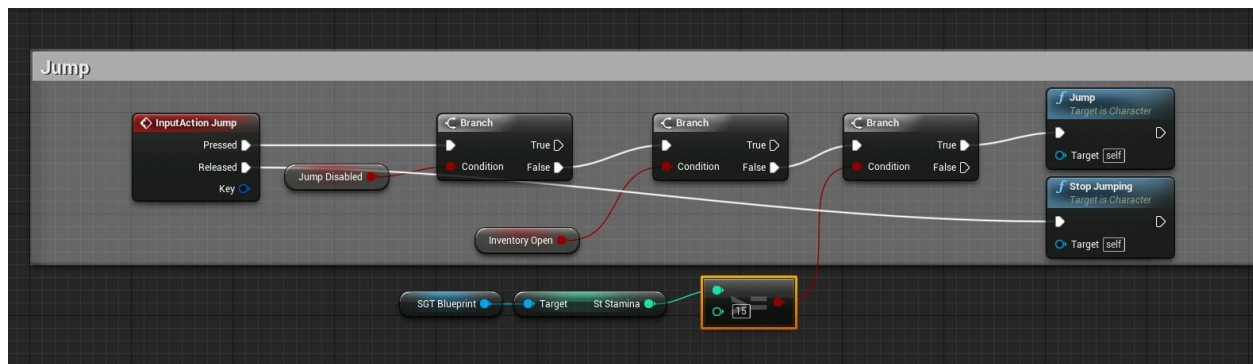 Jump
InputAction Jump
Pressed
Released
Key
Jump Disabled
Branch
True
Condition
False
Inventory Open
Branch
True
Condition
False
Branch
True
Condition
False
f Jump
Target is Character
Target self
f Stop Jumping
Target is Character
Target self
SGT Blueprint
Target St Stamina
>=
15